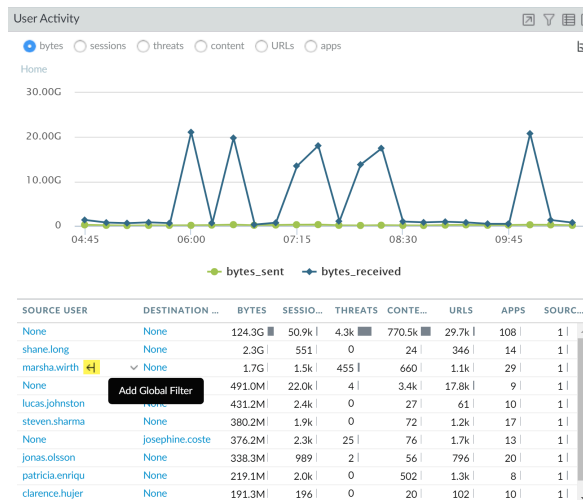 User Activity
bytes sessions threats content URLs apps
Home
30.00G
20.00G
10.00G
0
04:45 06:00 07:15 08:30 09:45
bytes_sent bytes_received
SOURCE USER DESTINATION ... BYTES SESSIO... THREATS CONTE... URLS APPS SOURC...
None None 124.3G 50.9k 4.3k 770.5k 29.7k 108 1
shane.long None 2.3G 551 0 24 346 14 1
marsha.wirth None 1.7G 1.5k 455 660 1.1k 29 1
None None 491.0M 22.0k 4 3.4k 17.8k 9 1
Add Global Filter
lucas.johnston 431.2M 2.4k 0 27 61 10 1
steven.sharma None 380.2M 1.9k 0 72 1.2k 17 1
None josephine.coste 376.2M 2.3k 25 76 1.7k 13 1
jonas.olsson None 338.3M 989 2 56 796 20 1
patricia.enriqu None 219.1M 2.0k 0 502 1.3k 8 1
clarence.hujer None 191.3M 196 0 20 102 10 1